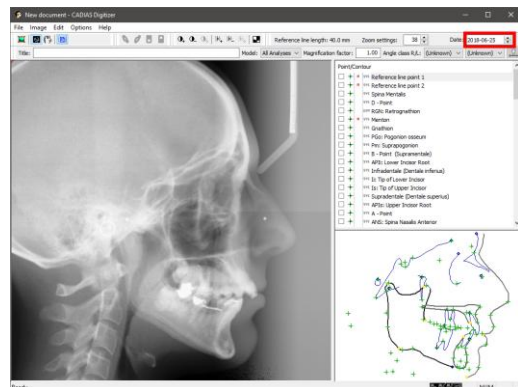 New document - CADIAS Digitizer
File Image Edit Options Help
Reference line length: 40.0 mm Zoom settings: 38 Date: 2018-06-25
Title: Model: All Analyses Magnification factor: 1.00 Angle class R/L: (Unknown) (Unknown)
Point/Contour
Reference line point 1
Reference line point 2
Spina Mentalis
D - Point
RGN: Retrognathion
Menton
Gnathion
PGo: Pogonion osseum
Pm: Suprapogonion
B - Point (Supramentale)
APIi: Lower Incisor Root
Infradentale (Dentale inferius)
Ii: Tip of Lower Incisor
Is: Tip of Upper Incisor
Supradentale (Dentale superius)
APIs: Upper Incisor Root
A - Point
ANS: Spina Nasalis Anterior
Ready